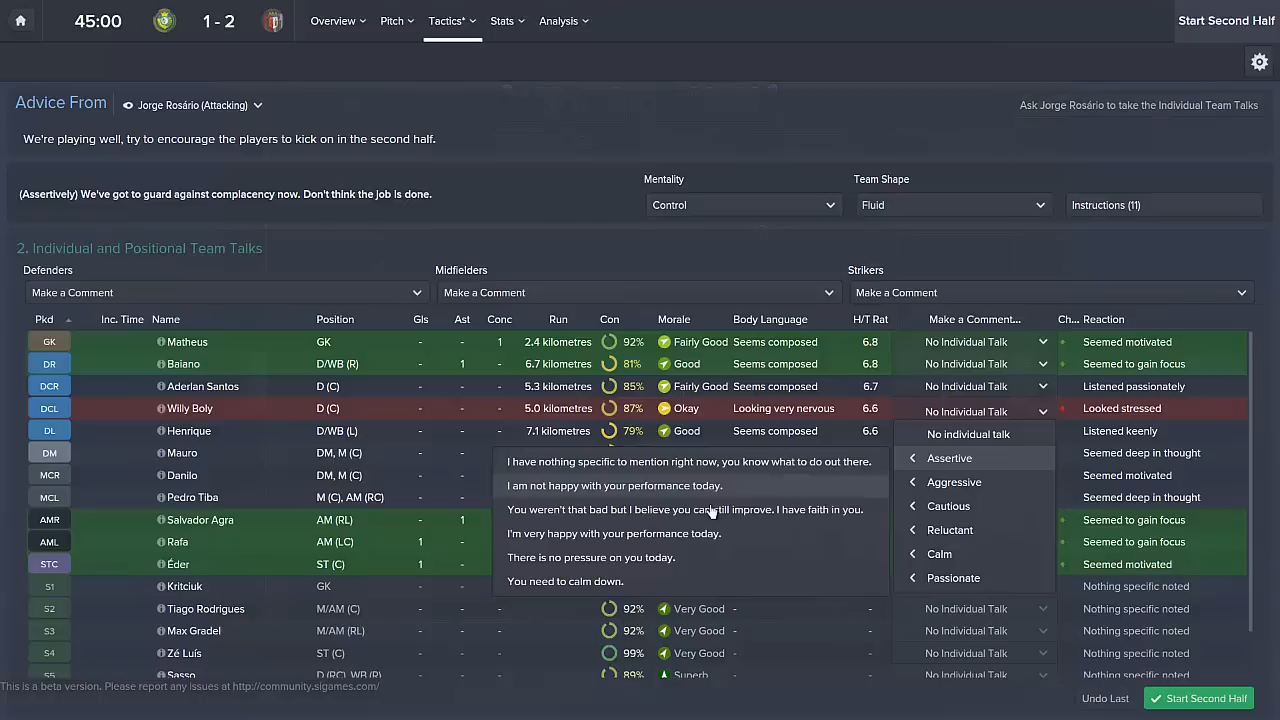 45:00 1 - 2 Overview Pitch Tactics* Stats Analysis Start Second Half
Advice From Jorge Rosário (Attacking) Ask Jorge Rosário to take the Individual Team Talks
We're playing well, try to encourage the players to kick on in the second half.
Mentality Team Shape
(Assertively) We've got to guard against complacency now. Don't think the job is done.
Control Fluid Instructions (11)
2. Individual and Positional Team Talks
Defenders Midfielders Strikers
Make a Comment Make a Comment Make a Comment
Pkd Inc. Time Name Position Gls Ast Conc Run Con Morale Body Language H/T Rat Make a Comment... Ch... Reaction
GK Matheus GK - - 1 2.4 kilometres 92% Fairly Good Seems composed 6.8 No Individual Talk Seemed motivated
DR Baiano D/WB (R) - 1 - 6.7 kilometres 81% Good Seems composed 6.8 No Individual Talk Seemed to gain focus
DCR Aderlan Santos D (C) - - - 5.3 kilometres 85% Fairly Good Seems composed 6.7 No Individual Talk Listened passionately
DCL Willy Boly D (C) - - - 5.0 kilometres 87% Okay Looking very nervous 6.6 No Individual Talk Looked stressed
DL Henrique D/WB (L) - - - 7.1 kilometres 79% Good Seems composed 6.6 No individual talk Listened keenly
DM Mauro DM, M (C) - - Assertive Seemed deep in thought
I have nothing specific to mention right now, you know what to do out there.
MCR Danilo DM, M (C) - - Aggressive Seemed motivated
I am not happy with your performance today.
MCL Pedro Tiba M (C), AM (RC) - - Cautious Seemed deep in thought
You weren't that bad but I believe you can still improve. I have faith in you.
AMR Salvador Agra AM (RL) - 1 Reluctant Seemed to gain focus
I'm very happy with your performance today.
AML Rafa AM (LC) 1 - Calm Seemed to gain focus
There is no pressure on you today.
STC Éder ST (C) 1 - Passionate Seemed motivated
You need to calm down.
S1 Kritciuk GK - - Nothing specific noted
S2 Tiago Rodrigues M/AM (C) - - - 92% Very Good - - No Individual Talk Nothing specific noted
S3 Max Gradel M/AM (RL) - - - 92% Very Good - - No Individual Talk Nothing specific noted
S4 Zé Luís ST (C) - - - 99% Very Good - - No Individual Talk Nothing specific noted
S5 Sasso D (RC), WB (R) - - - 89% Superb - - No Individual Talk Nothing specific noted
This is a beta version. Please report any issues at http://community.sigames.com/
Undo Last Start Second Half